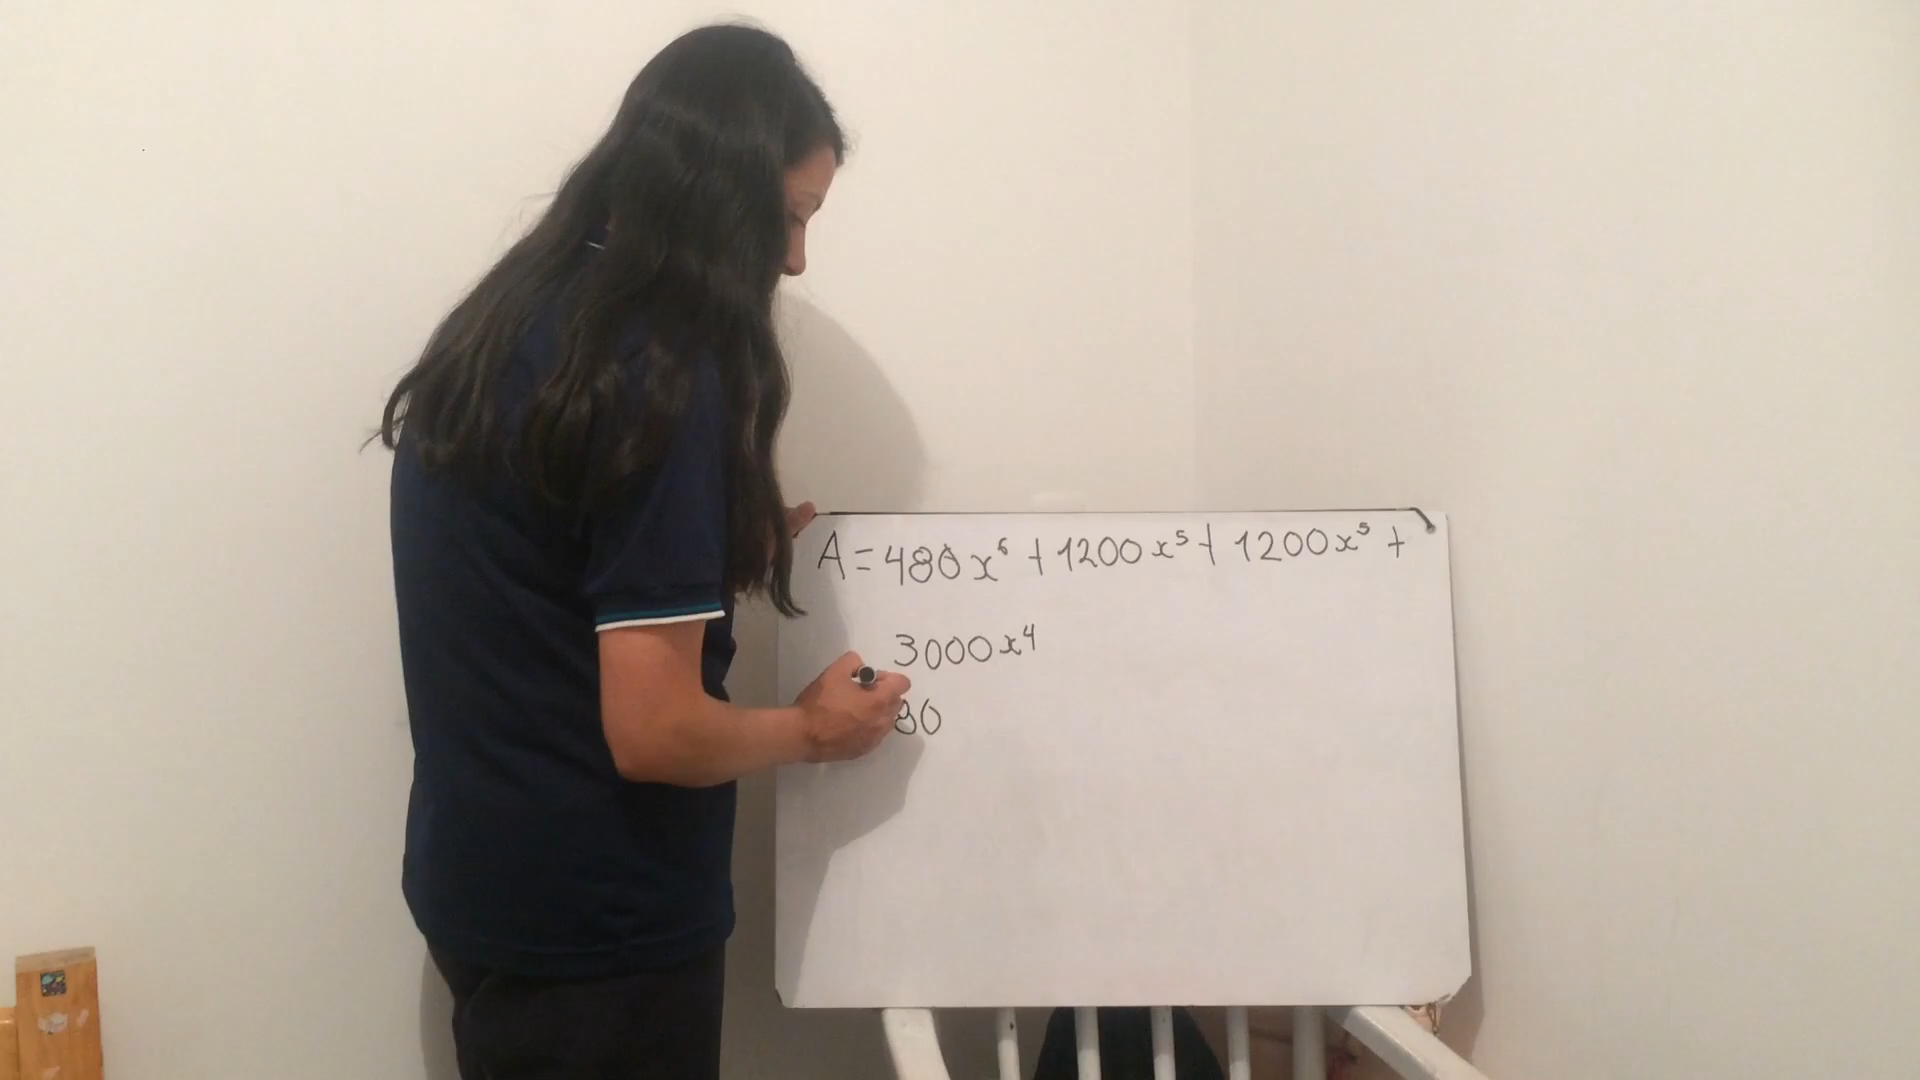 A = 480x⁶ + 1200x⁵ + 1200x⁵ +
3000x⁴
80